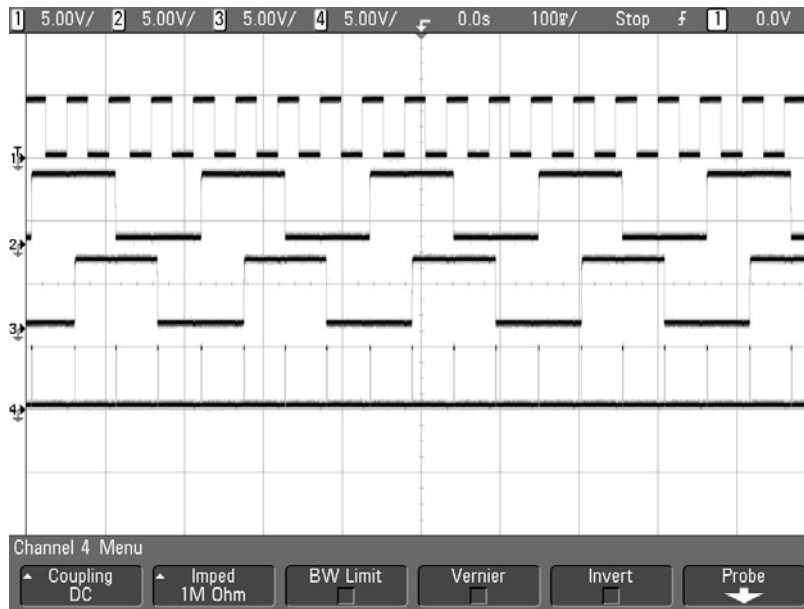 1 5.00V/ 2 5.00V/ 3 5.00V/ 4 5.00V/ 0.0s 100 / Stop 1 0.0V
T
1
2
3
4
Channel 4 Menu
Coupling Imped BW Limit Vernier Invert Probe
DC 1M Ohm